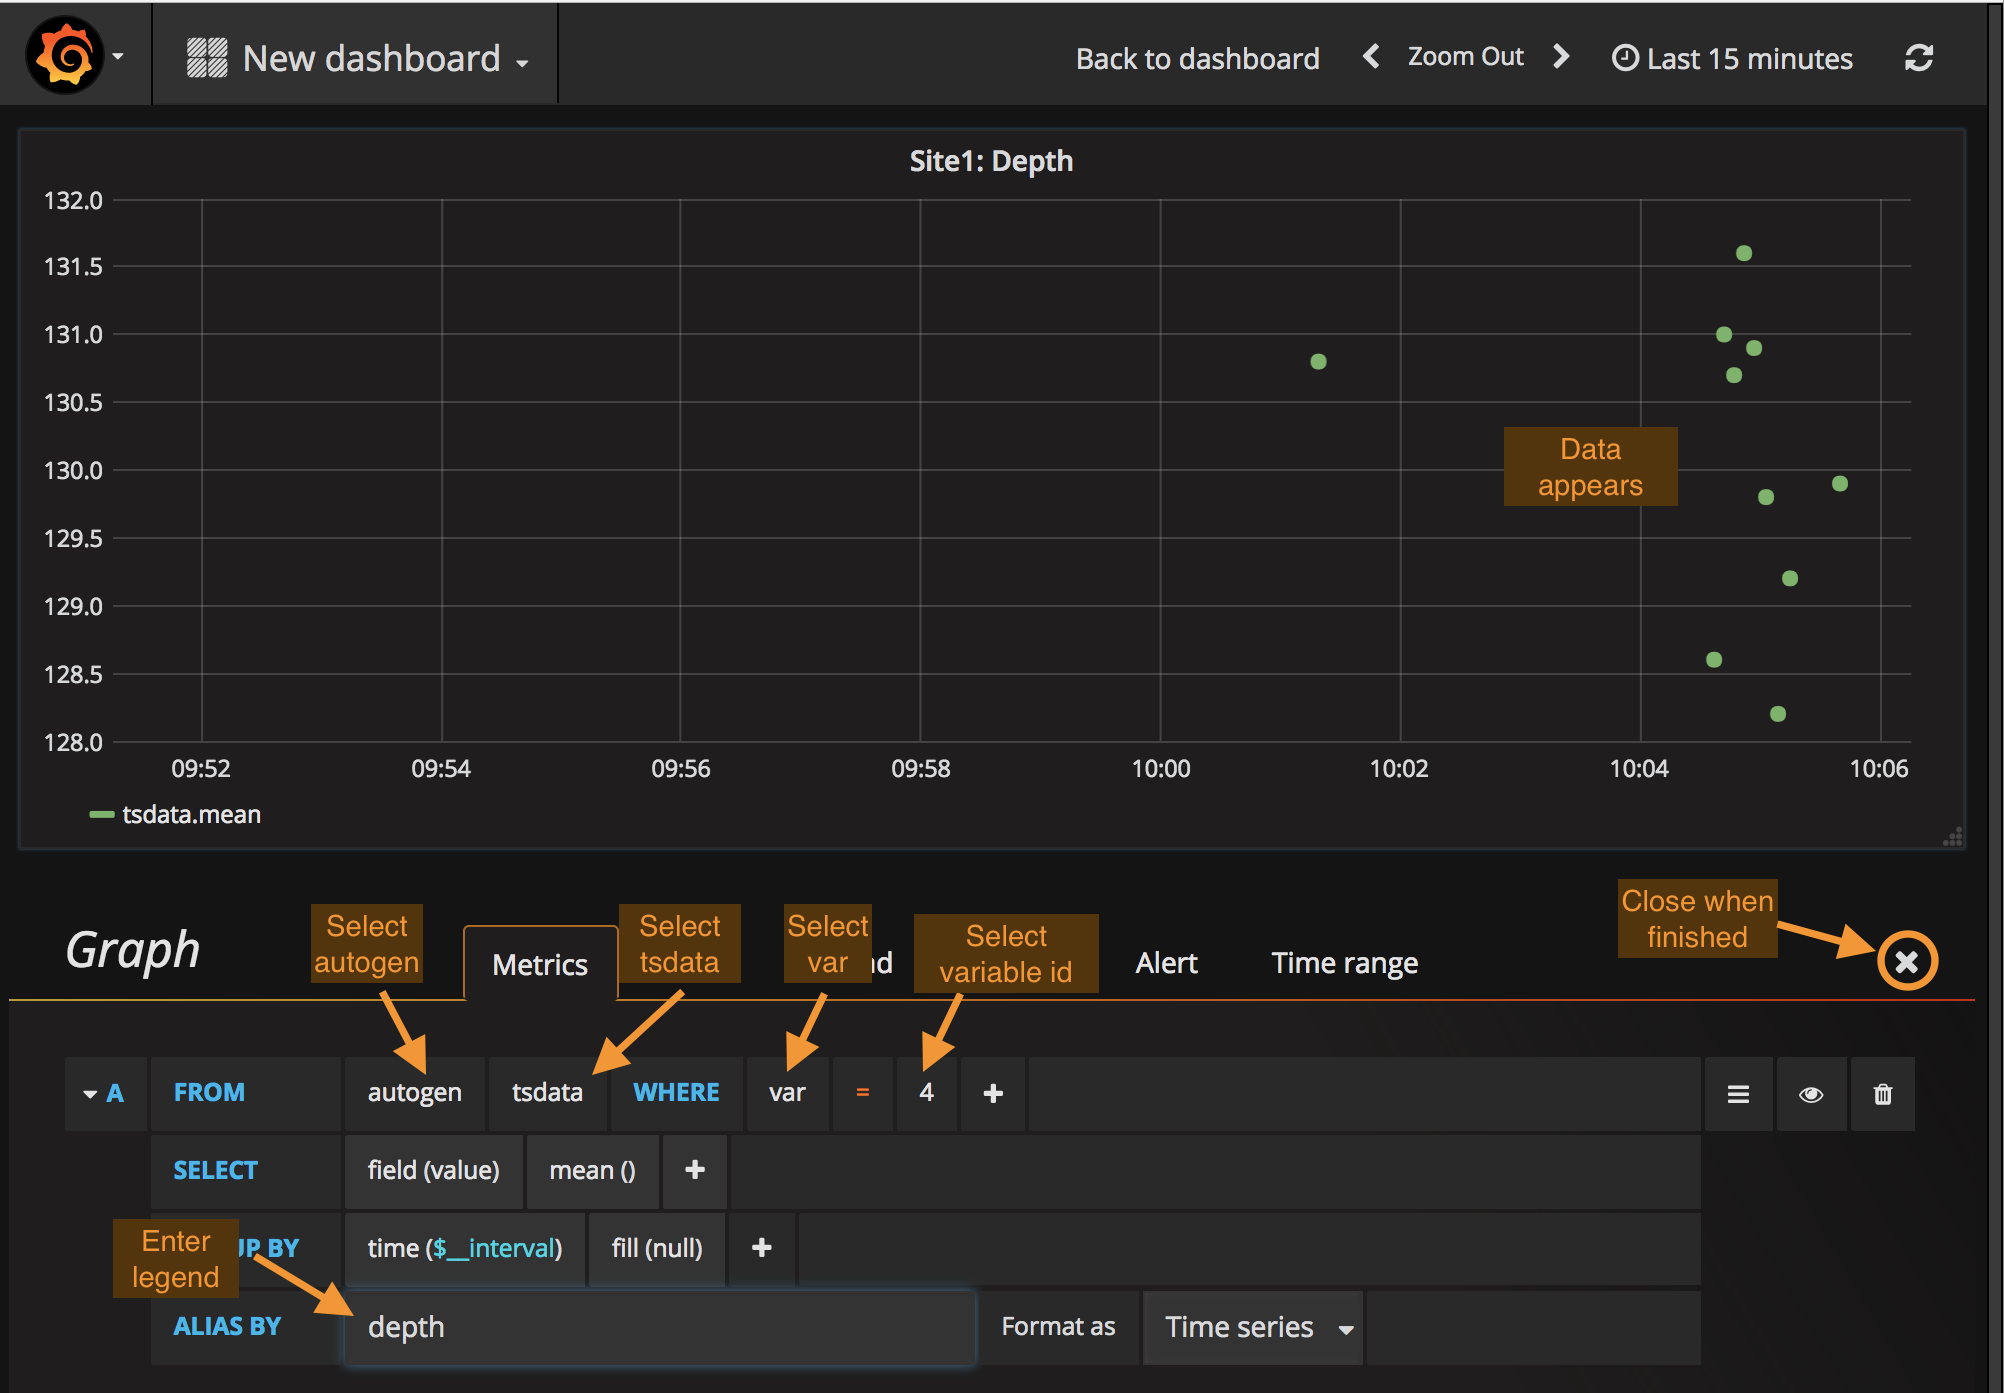 New dashboard
Back to dashboard
Zoom Out
Last 15 minutes
Site1: Depth
132.0
131.5
131.0
130.5
130.0
129.5
129.0
128.5
128.0
Data
appears
09:52 09:54 09:56 09:58 10:00 10:02 10:04 10:06
tsdata.mean
Graph
Select
autogen
Metrics
Select
tsdata
Select
var
Select
variable id
Alert
Time range
Close when
finished
A FROM autogen tsdata WHERE var = 4 +
SELECT field (value) mean () +
Enter
legend
UP BY time ($__interval) fill (null) +
ALIAS BY depth Format as Time series